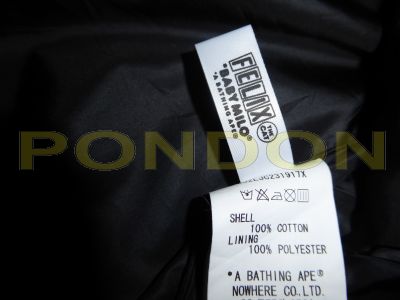 FELIX THE CAT
*BABY MILO®
*A BATHING APE®
PONDON
SHELL
100% COTTON
LINING
100% POLYESTER
*A BATHING APE®
NOWHERE CO.LTD.